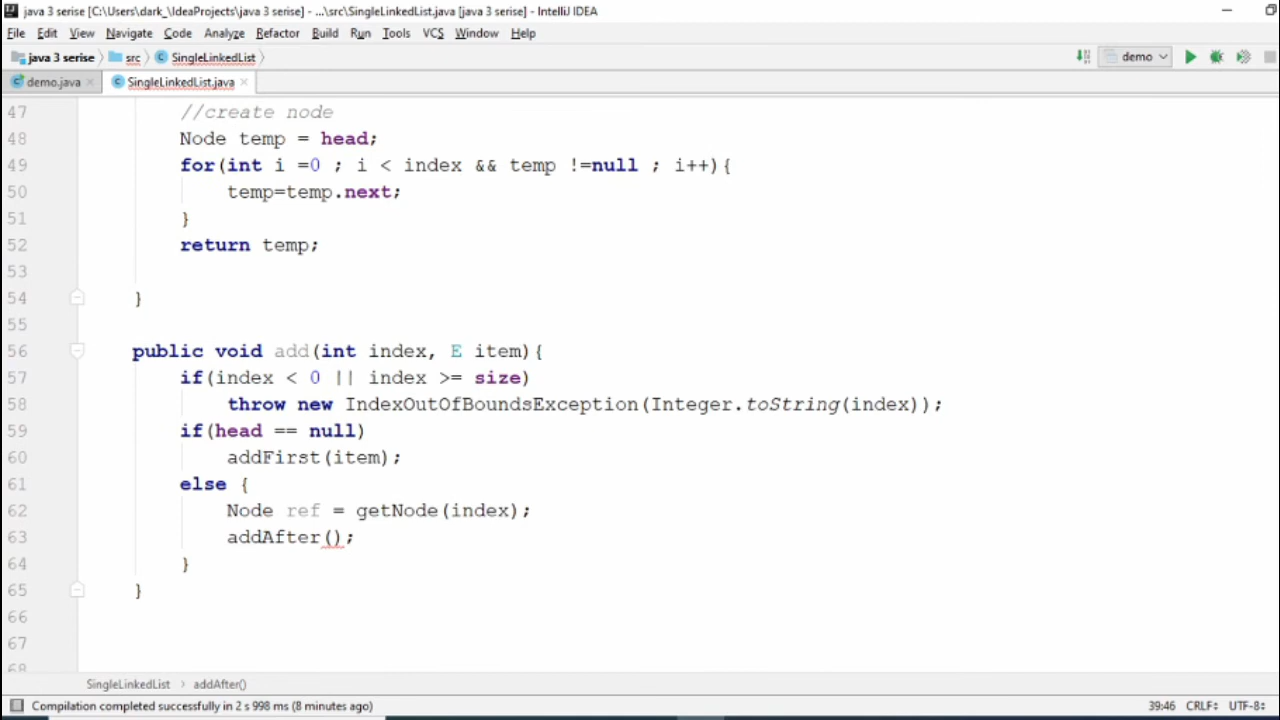 java 3 serise [C:\Users\dark_\IdeaProjects\java 3 serise] - ...\src\SingleLinkedList.java [java 3 serise] - IntelliJ IDEA
File Edit View Navigate Code Analyze Refactor Build Run Tools VCS Window Help
java 3 serise src SingleLinkedList demo
demo.java SingleLinkedList.java
47 //create node
48 Node temp = head;
49 for(int i =0 ; i < index && temp !=null ; i++){
50 temp=temp.next;
51 }
52 return temp;
53
54 }
55
56 public void add(int index, E item){
57 if(index < 0 || index >= size)
58 throw new IndexOutOfBoundsException(Integer.toString(index));
59 if(head == null)
60 addFirst(item);
61 else {
62 Node ref = getNode(index);
63 addAfter();
64 }
65 }
66
67
68
SingleLinkedList › addAfter()
Compilation completed successfully in 2 s 998 ms (8 minutes ago) 39:46 CRLF UTF-8